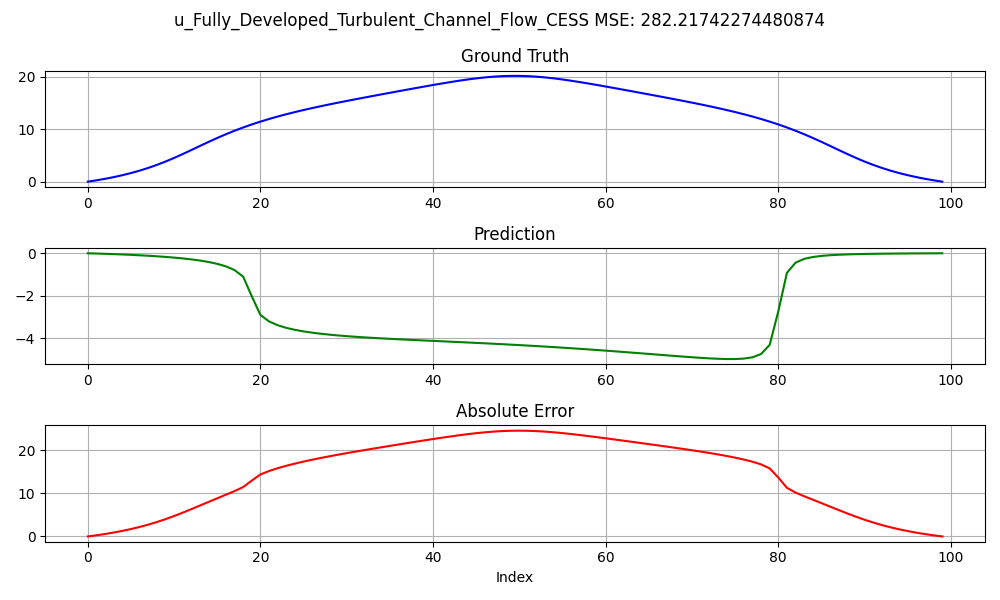 u_Fully_Developed_Turbulent_Channel_Flow_CESS MSE: 282.21742274480874
Ground Truth
20
10
0
0 20 40 60 80 100
Prediction
0
−2
−4
0 20 40 60 80 100
Absolute Error
20
10
0
0 20 40 60 80 100
Index